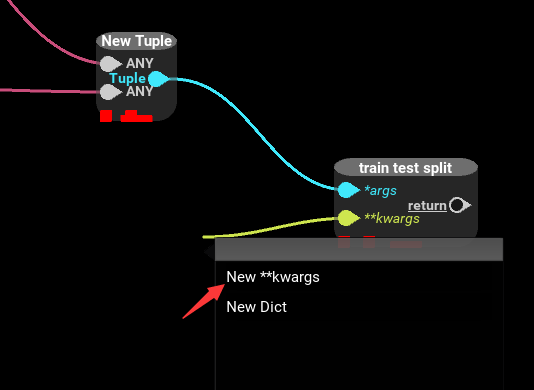 New Tuple
ANY
Tuple
ANY
train test split
*args
return
**kwargs
New **kwargs
New Dict